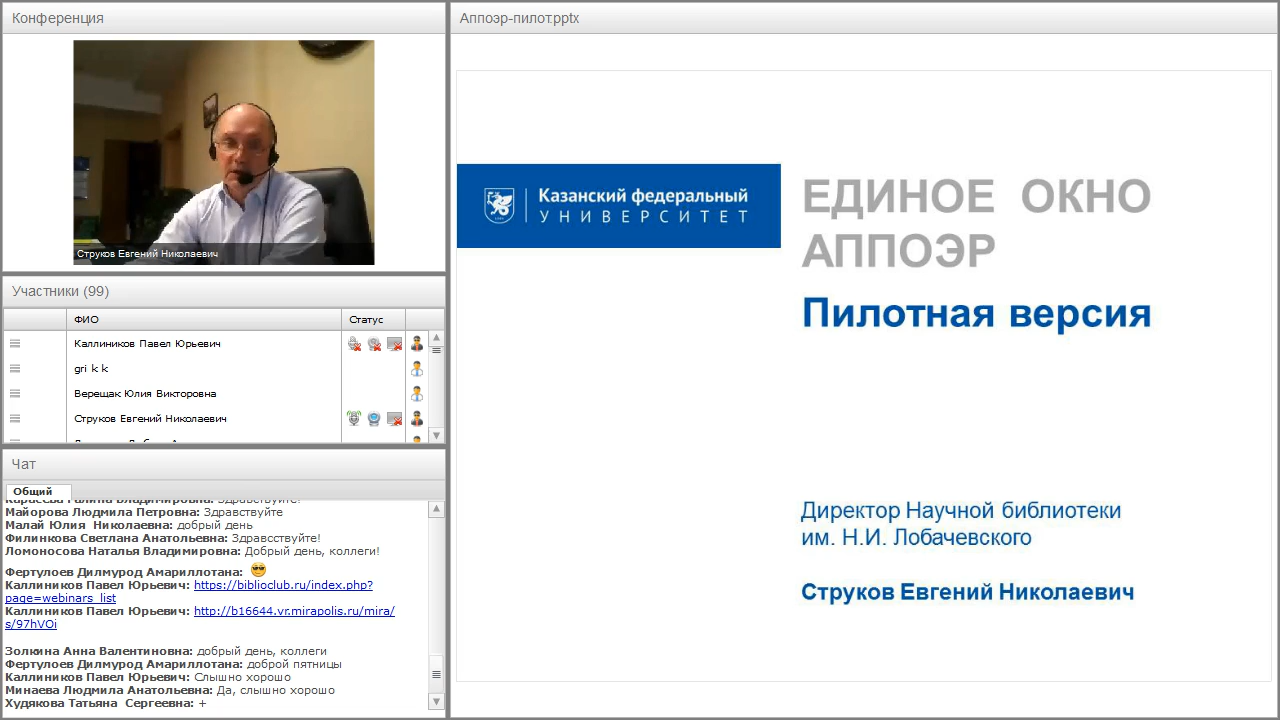 Конференция
Струков Евгений Николаевич
Участники (99)
ФИО
Статус
Каллиников Павел Юрьевич
gri k k
Верещак Юлия Викторовна
Струков Евгений Николаевич
Чат
Общий
Майорова Людмила Петровна: Здравствуйте
Малай Юлия Николаевна: добрый день
Филинкова Светлана Анатольевна: Здравсствуйте!
Ломоносова Наталья Владимировна: Добрый день, коллеги!
Фертулоев Дилмурод Амариллотана:
Каллиников Павел Юрьевич: https://biblioclub.ru/index.php?
page=webinars_list
Каллиников Павел Юрьевич: http://b16644.vr.mirapolis.ru/mira/
s/97hVOi
Золкина Анна Валентиновна: добрый день, коллеги
Фертулоев Дилмурод Амариллотана: доброй пятницы
Каллиников Павел Юрьевич: Слышно хорошо
Минаева Людмила Анатольевна: Да, слышно хорошо
Худякова Татьяна Сергеевна: +
Аппоэр-пилот.pptx
Казанский федеральный
УНИВЕРСИТЕТ
ЕДИНОЕ ОКНО
АППОЭР
Пилотная версия
Директор Научной библиотеки
им. Н.И. Лобачевского
Струков Евгений Николаевич